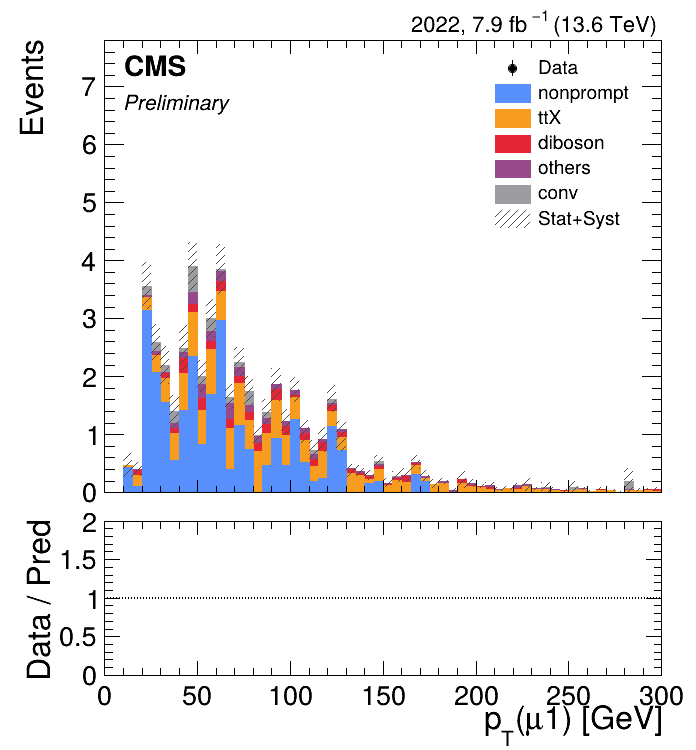 2022, 7.9 fb⁻¹ (13.6 TeV)
CMS
Preliminary
Events
7
6
5
4
3
2
1
0
Data
nonprompt
ttX
diboson
others
conv
Stat+Syst
Data / Pred
2
1.5
1
0.5
0
0 50 100 150 200 250 300
p_T(μ1) [GeV]